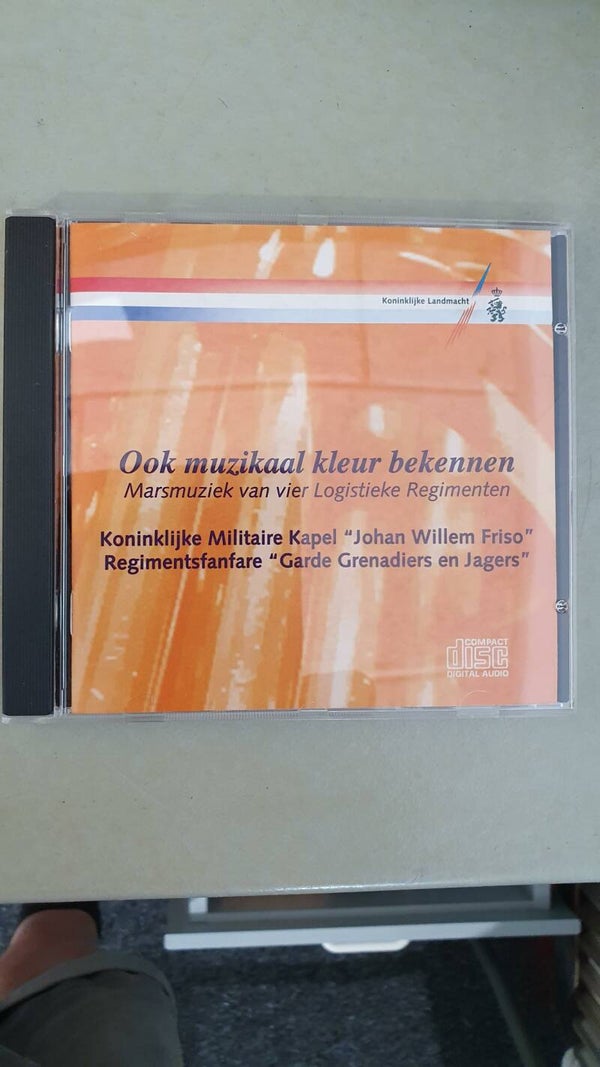 Koninklijke Landmacht
Ook muzikaal kleur bekennen
Marsmuziek van vier Logistieke Regimenten
Koninklijke Militaire Kapel “Johan Willem Friso”
Regimentsfanfare “Garde Grenadiers en Jagers”
COMPACT
disc
DIGITAL AUDIO